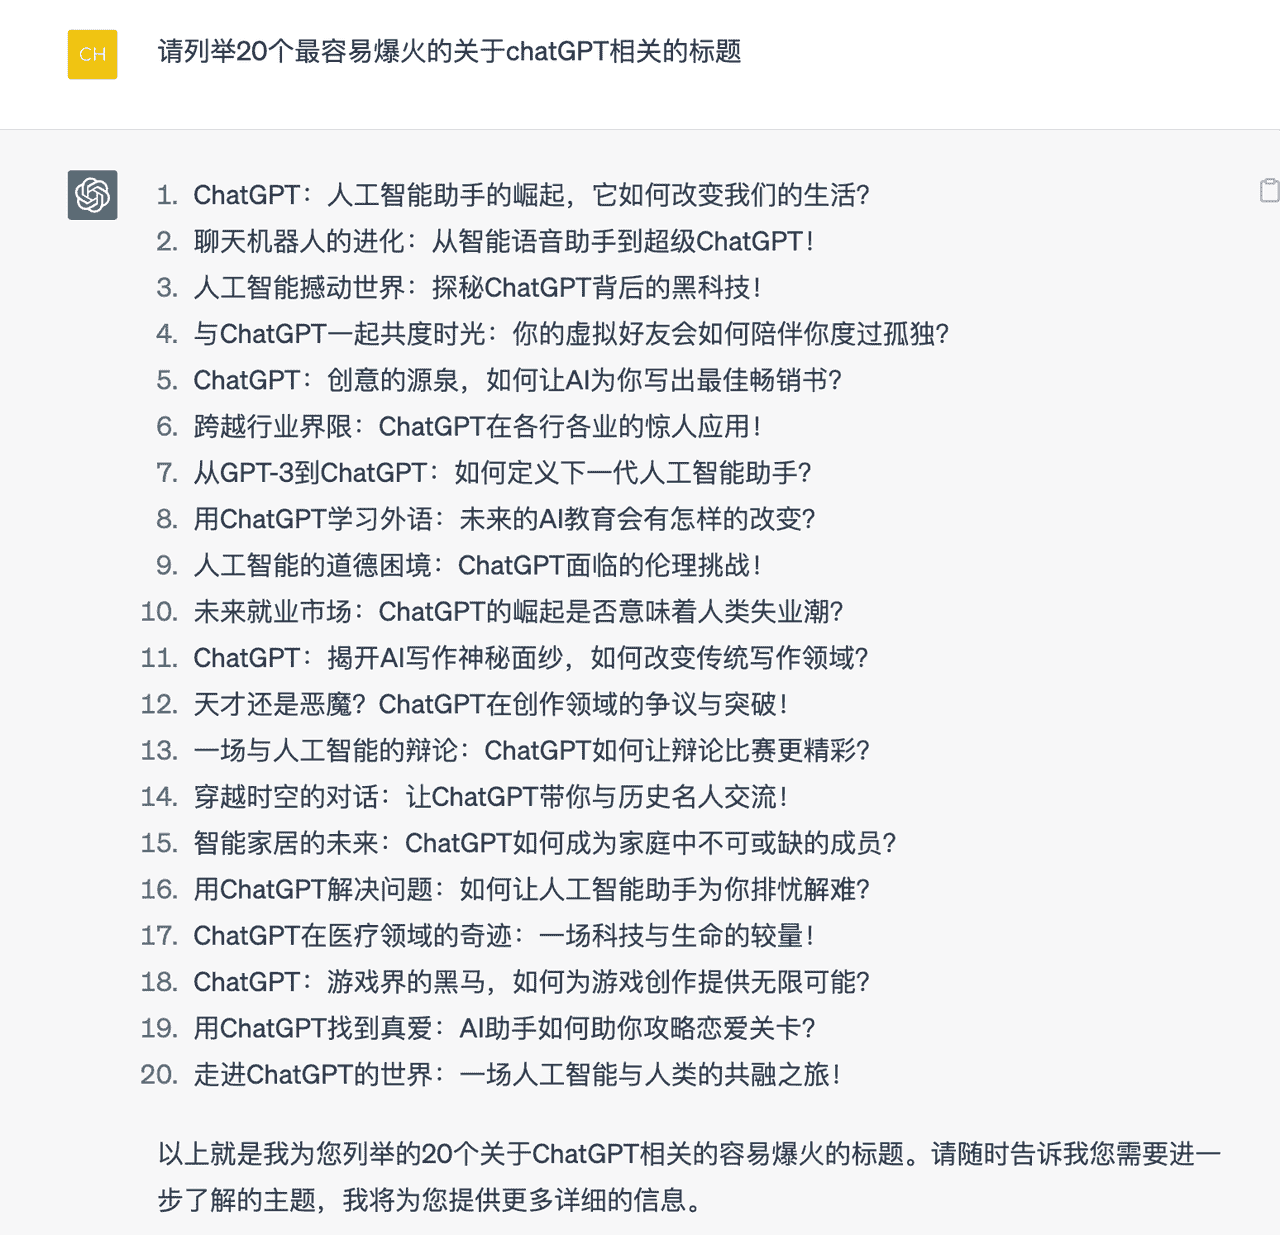 CH
请列举20个最容易爆火的关于chatGPT相关的标题
1. ChatGPT：人工智能助手的崛起，它如何改变我们的生活？
2. 聊天机器人的进化：从智能语音助手到超级ChatGPT！
3. 人工智能撼动世界：探秘ChatGPT背后的黑科技！
4. 与ChatGPT一起共度时光：你的虚拟好友会如何陪伴你度过孤独？
5. ChatGPT：创意的源泉，如何让AI为你写出最佳畅销书？
6. 跨越行业界限：ChatGPT在各行各业的惊人应用！
7. 从GPT-3到ChatGPT：如何定义下一代人工智能助手？
8. 用ChatGPT学习外语：未来的AI教育会有怎样的改变？
9. 人工智能的道德困境：ChatGPT面临的伦理挑战！
10. 未来就业市场：ChatGPT的崛起是否意味着人类失业潮？
11. ChatGPT：揭开AI写作神秘面纱，如何改变传统写作领域？
12. 天才还是恶魔？ChatGPT在创作领域的争议与突破！
13. 一场与人工智能的辩论：ChatGPT如何让辩论比赛更精彩？
14. 穿越时空的对话：让ChatGPT带你与历史名人交流！
15. 智能家居的未来：ChatGPT如何成为家庭中不可或缺的成员？
16. 用ChatGPT解决问题：如何让人工智能助手为你排忧解难？
17. ChatGPT在医疗领域的奇迹：一场科技与生命的较量！
18. ChatGPT：游戏界的黑马，如何为游戏创作提供无限可能？
19. 用ChatGPT找到真爱：AI助手如何助你攻略恋爱关卡？
20. 走进ChatGPT的世界：一场人工智能与人类的共融之旅！
以上就是我为您列举的20个关于ChatGPT相关的容易爆火的标题。请随时告诉我您需要进一
步了解的主题，我将为您提供更多详细的信息。